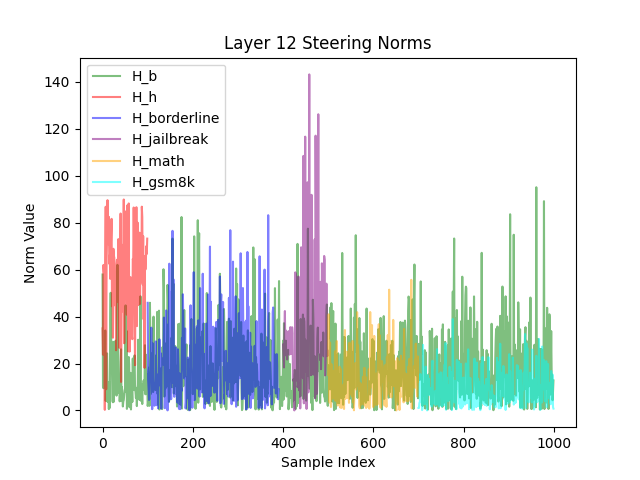 Layer 12 Steering Norms
Norm Value
140
120
100
80
60
40
20
0
H_b
H_h
H_borderline
H_jailbreak
H_math
H_gsm8k
0
200
400
600
800
1000
Sample Index